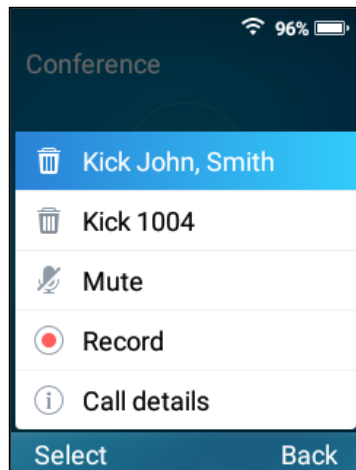 96%
Conference
Kick John, Smith
Kick 1004
Mute
Record
Call details
Select Back